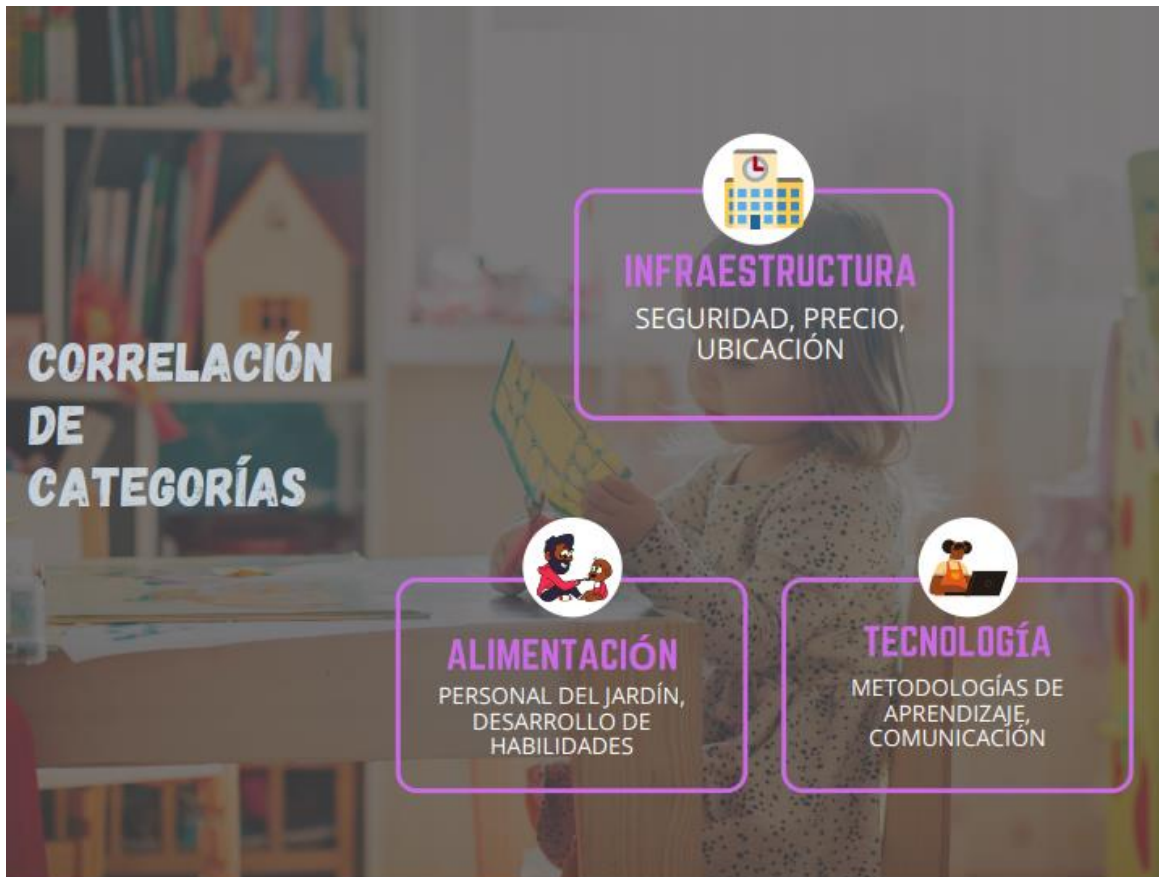 CORRELACIÓN
DE
CATEGORÍAS
INFRAESTRUCTURA
SEGURIDAD, PRECIO,
UBICACIÓN
ALIMENTACIÓN
PERSONAL DEL JARDÍN,
DESARROLLO DE
HABILIDADES
TECNOLOGÍA
METODOLOGÍAS DE
APRENDIZAJE,
COMUNICACIÓN